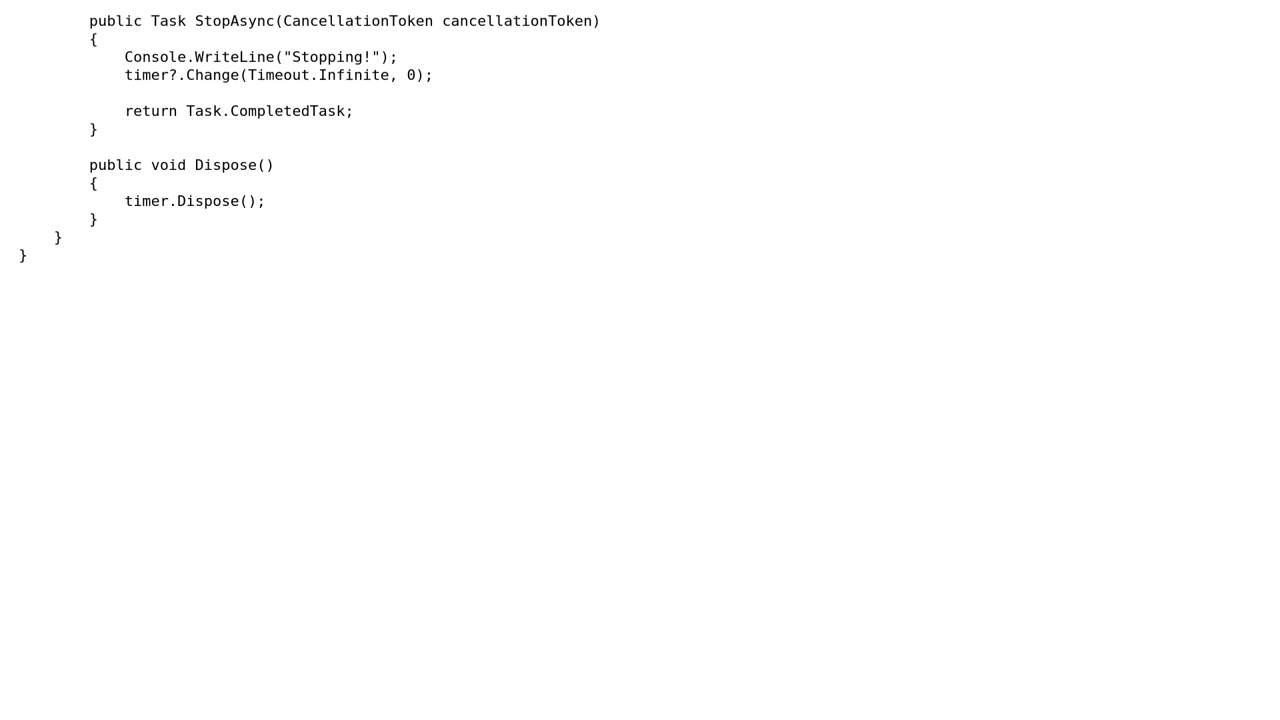 public Task StopAsync(CancellationToken cancellationToken)
        {
            Console.WriteLine("Stopping!");
            timer?.Change(Timeout.Infinite, 0);

            return Task.CompletedTask;
        }

        public void Dispose()
        {
            timer.Dispose();
        }
    }
}